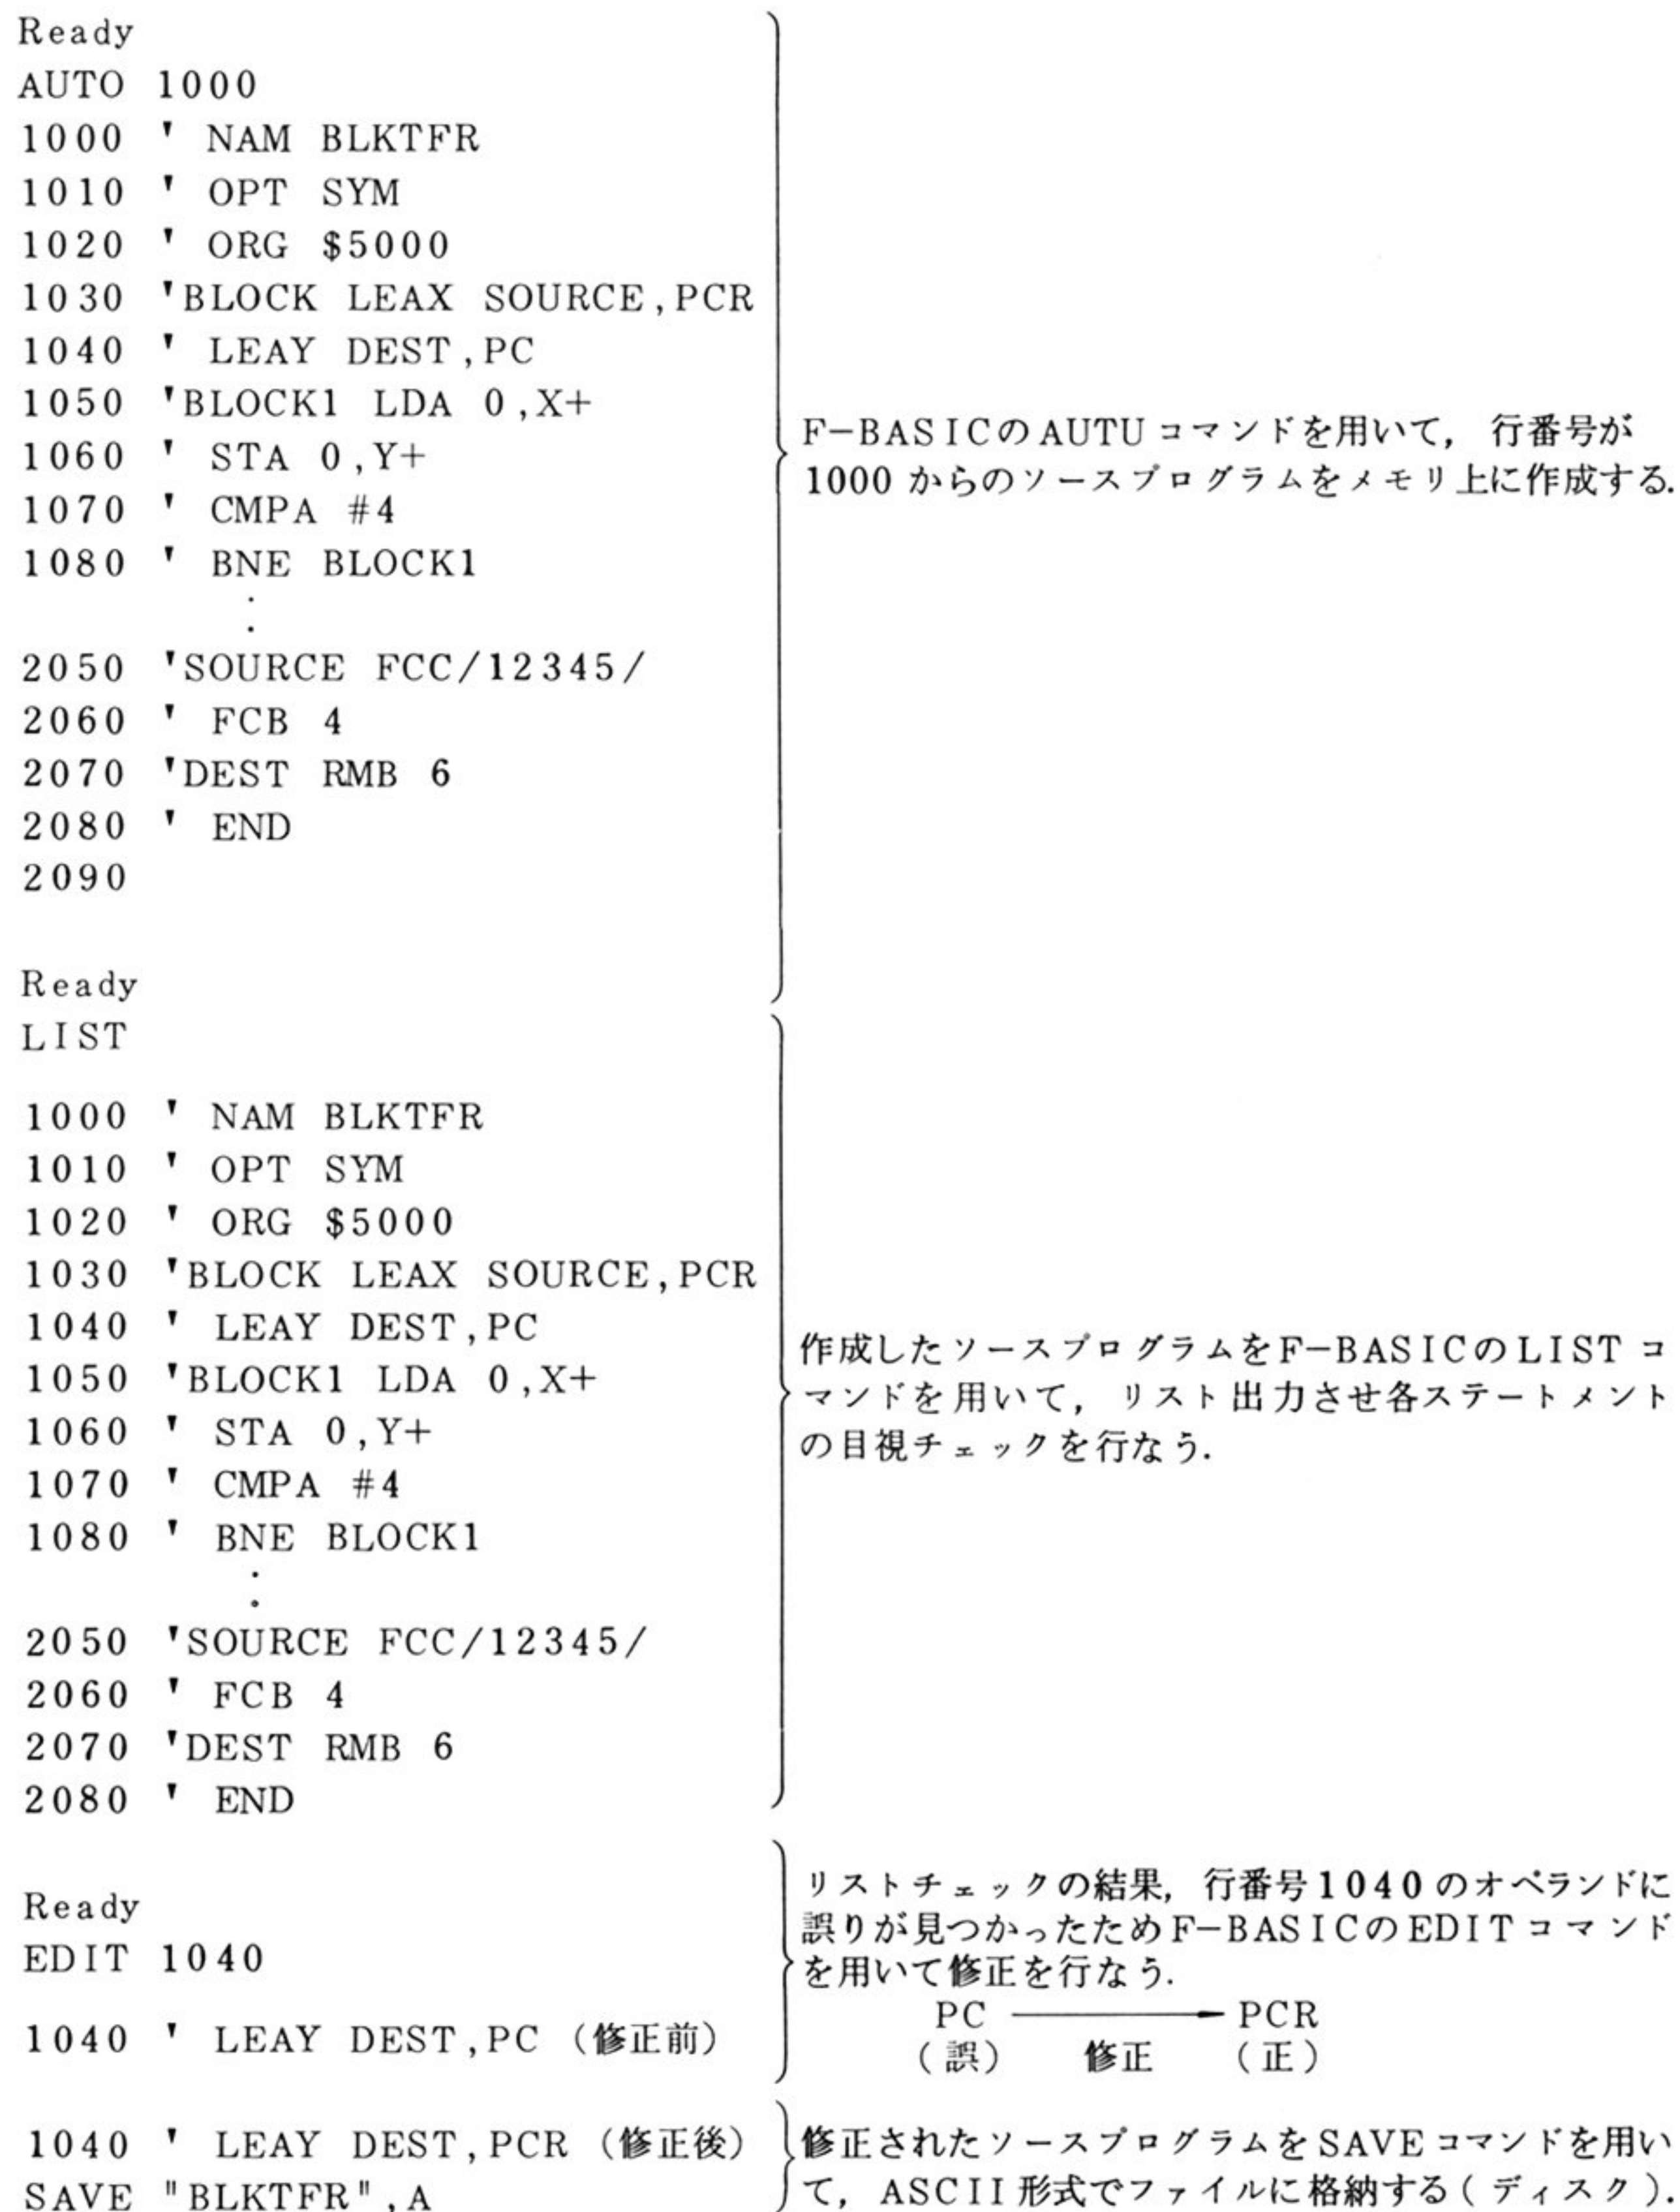 Ready
AUTO 1000
1000 ' NAM BLKTFR
1010 ' OPT SYM
1020 ' ORG $5000
1030 'BLOCK LEAX SOURCE,PCR
1040 ' LEAY DEST,PC
1050 'BLOCK1 LDA 0,X+
1060 ' STA 0,Y+
1070 ' CMPA #4
1080 ' BNE BLOCK1
:
2050 'SOURCE FCC/12345/
2060 ' FCB 4
2070 'DEST RMB 6
2080 ' END
2090
F-BASICのAUTUコマンドを用いて，行番号が
1000からのソースプログラムをメモリ上に作成する.
Ready
LIST
1000 ' NAM BLKTFR
1010 ' OPT SYM
1020 ' ORG $5000
1030 'BLOCK LEAX SOURCE,PCR
1040 ' LEAY DEST,PC
1050 'BLOCK1 LDA 0,X+
1060 ' STA 0,Y+
1070 ' CMPA #4
1080 ' BNE BLOCK1
:
2050 'SOURCE FCC/12345/
2060 ' FCB 4
2070 'DEST RMB 6
2080 ' END
作成したソースプログラムをF-BASICのLISTコ
マンドを用いて，リスト出力させ各ステートメント
の目視チェックを行なう.
Ready
EDIT 1040
1040 ' LEAY DEST,PC (修正前)
リストチェックの結果，行番号1040のオペランドに
誤りが見つかったためF-BASICのEDITコマンド
を用いて修正を行なう.
PC → PCR
(誤) 修正 (正)
1040 ' LEAY DEST,PCR (修正後)
SAVE "BLKTFR",A
修正されたソースプログラムをSAVEコマンドを用い
て，ASCII形式でファイルに格納する(ディスク)